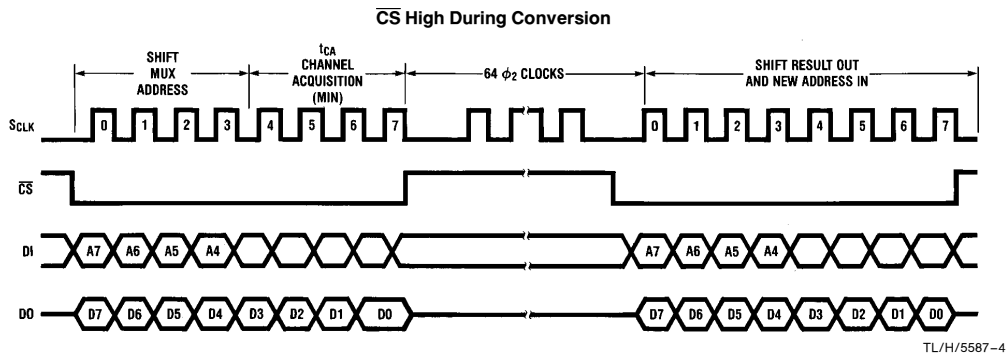 CS High During Conversion
SHIFT
MUX
ADDRESS
tCA
CHANNEL
ACQUISITION
(MIN)
64 ϕ2 CLOCKS
SHIFT RESULT OUT
AND NEW ADDRESS IN
SCLK
0 1 2 3 4 5 6 7 0 1 2 3 4 5 6 7
CS
DI
A7 A6 A5 A4 A7 A6 A5 A4
DO
D7 D6 D5 D4 D3 D2 D1 D0 D7 D6 D5 D4 D3 D2 D1 D0
TL/H/5587–4